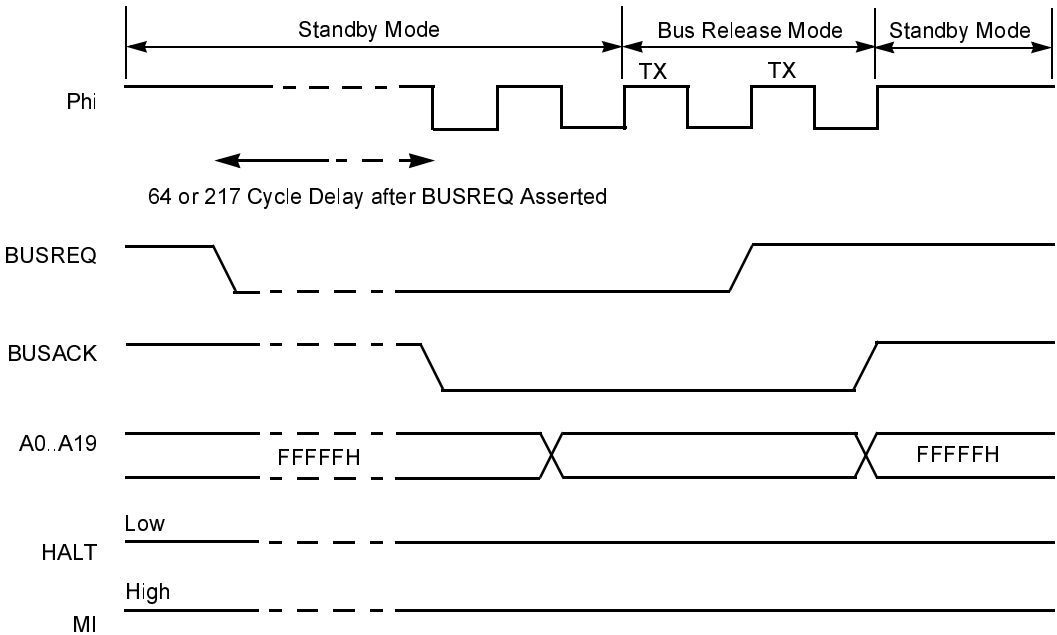 Standby Mode
Bus Release Mode
Standby Mode
TX
TX
Phi
64 or 217 Cycle Delay after BUSREQ Asserted
BUSREQ
BUSACK
A0..A19
FFFFFH
FFFFFH
Low
HALT
High
MI